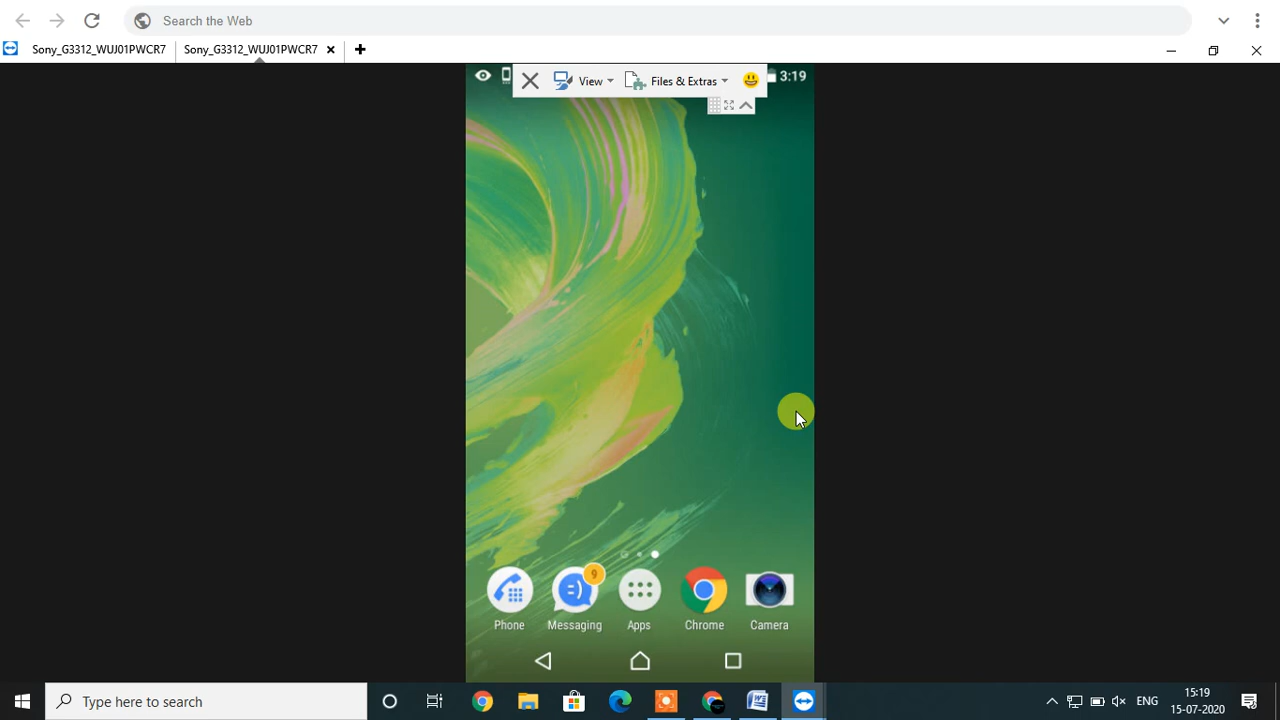 Search the Web
Sony_G3312_WUJ01PWCR7 Sony_G3312_WUJ01PWCR7
View Files & Extras 3:19
9
Phone Messaging Apps Chrome Camera
Type here to search ENG 15:19
15-07-2020